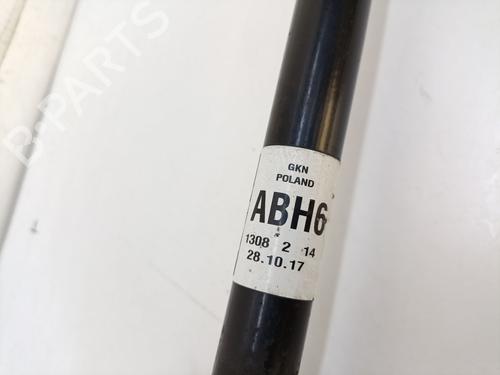 B-PARTS
GKN
POLAND
ABH6
1308 2 14
28.10.17